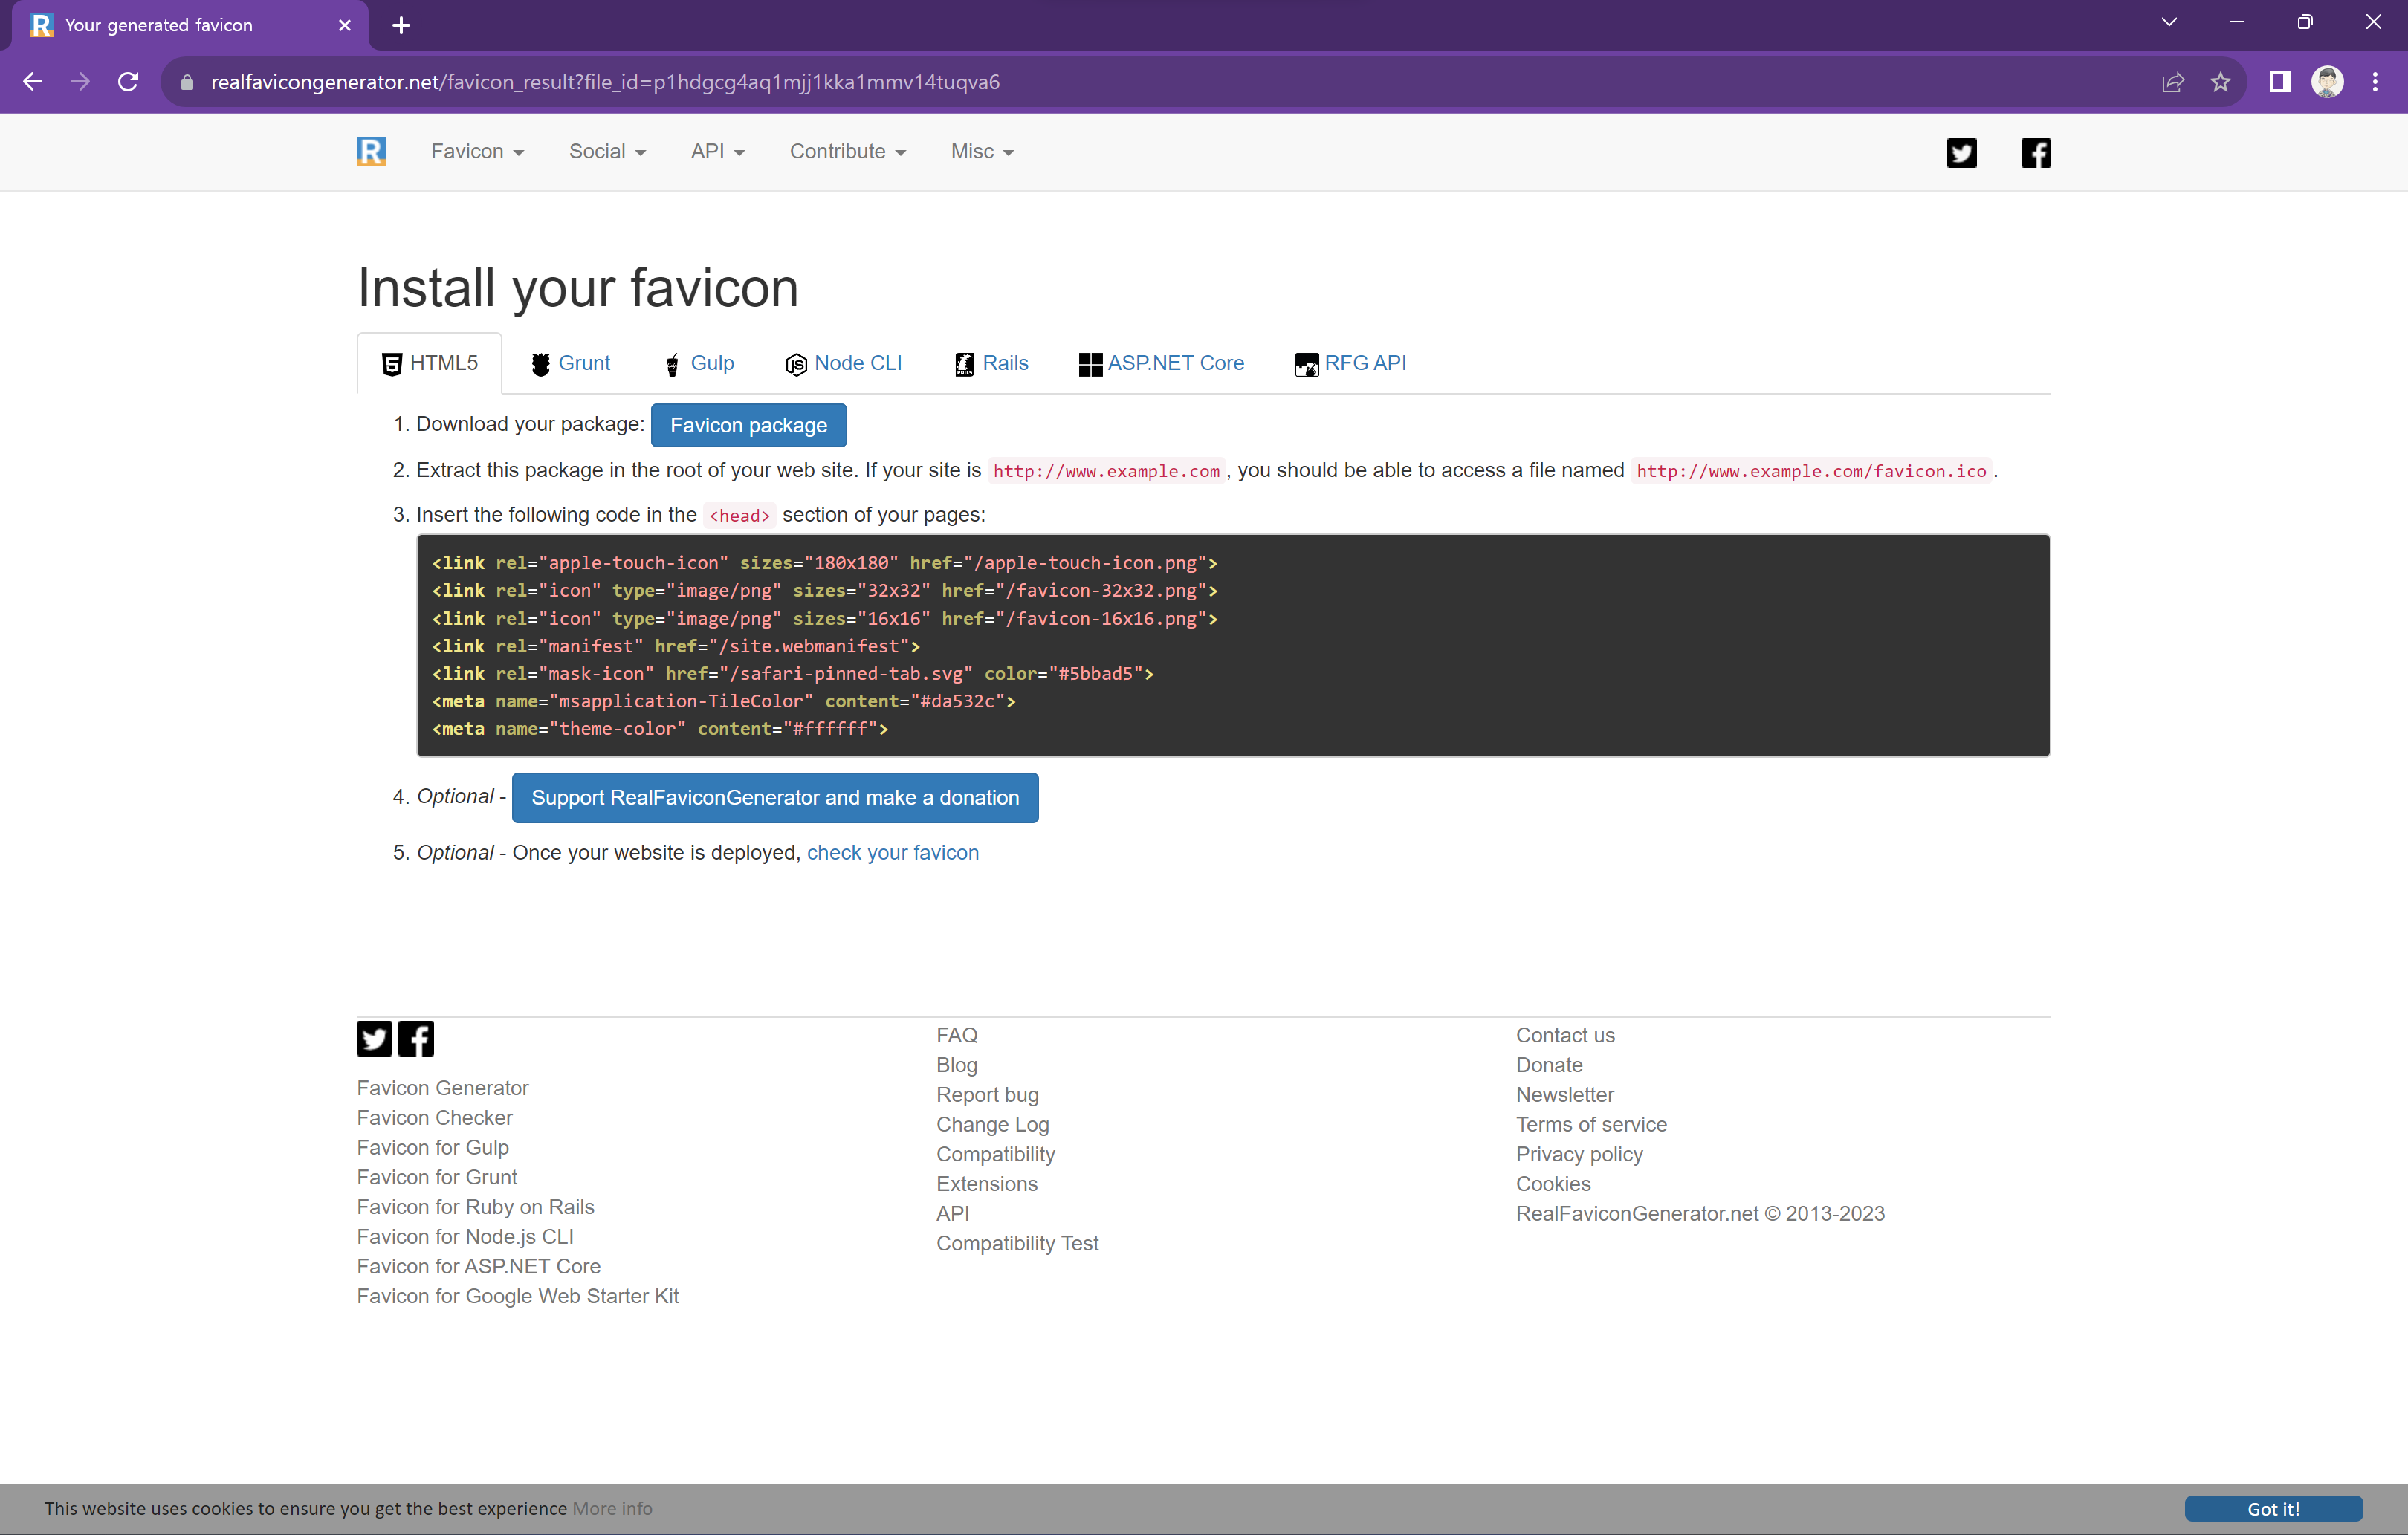 Your generated favicon
realfavicongenerator.net/favicon_result?file_id=p1hdgcg4aq1mjj1kka1mmv14tuqva6
R Favicon Social API Contribute Misc
Install your favicon
HTML5 Grunt Gulp Node CLI Rails ASP.NET Core RFG API
1. Download your package: Favicon package
2. Extract this package in the root of your web site. If your site is http://www.example.com, you should be able to access a file named http://www.example.com/favicon.ico.
3. Insert the following code in the <head> section of your pages:
<link rel="apple-touch-icon" sizes="180x180" href="/apple-touch-icon.png">
<link rel="icon" type="image/png" sizes="32x32" href="/favicon-32x32.png">
<link rel="icon" type="image/png" sizes="16x16" href="/favicon-16x16.png">
<link rel="manifest" href="/site.webmanifest">
<link rel="mask-icon" href="/safari-pinned-tab.svg" color="#5bbad5">
<meta name="msapplication-TileColor" content="#da532c">
<meta name="theme-color" content="#ffffff">
4. Optional - Support RealFaviconGenerator and make a donation
5. Optional - Once your website is deployed, check your favicon
Favicon Generator
Favicon Checker
Favicon for Gulp
Favicon for Grunt
Favicon for Ruby on Rails
Favicon for Node.js CLI
Favicon for ASP.NET Core
Favicon for Google Web Starter Kit
FAQ
Blog
Report bug
Change Log
Compatibility
Extensions
API
Compatibility Test
Contact us
Donate
Newsletter
Terms of service
Privacy policy
Cookies
RealFaviconGenerator.net © 2013-2023
This website uses cookies to ensure you get the best experience More info
Got it!